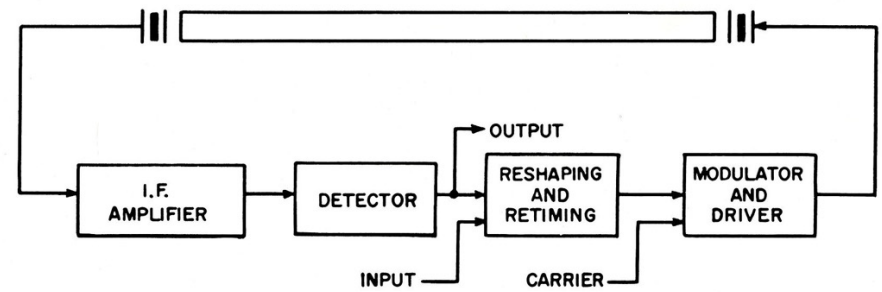 OUTPUT
I.F.
AMPLIFIER
DETECTOR
RESHAPING
AND
RETIMING
MODULATOR
AND
DRIVER
INPUT
CARRIER